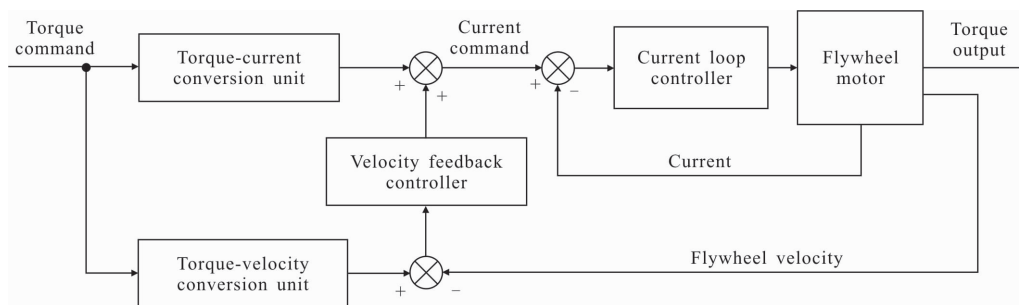 Torque
command
Torque-current
conversion unit
+
+
Current
command
+
−
Current loop
controller
Flywheel
motor
Torque
output
Current
Velocity feedback
controller
Torque-velocity
conversion unit
+
−
Flywheel velocity